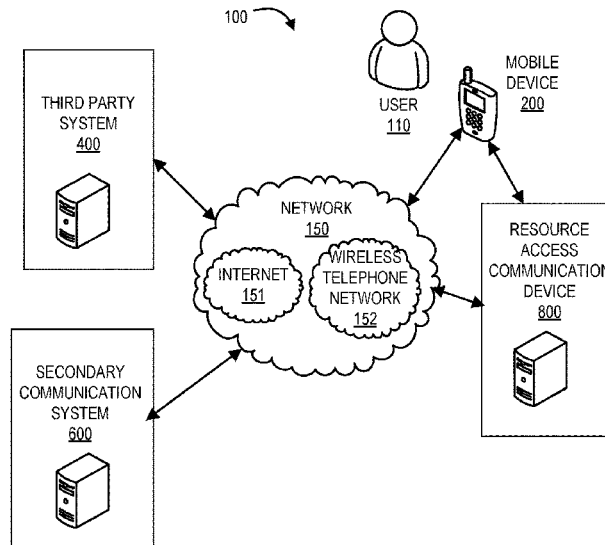 100
THIRD PARTY
SYSTEM
400
USER
110
MOBILE
DEVICE
200
NETWORK
150
INTERNET
151
WIRELESS
TELEPHONE
NETWORK
152
RESOURCE
ACCESS
COMMUNICATION
DEVICE
800
SECONDARY
COMMUNICATION
SYSTEM
600